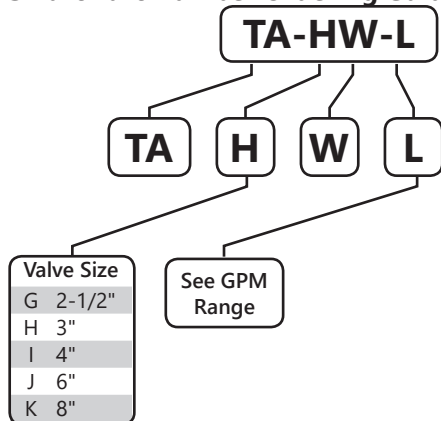 TA-HW-L
TA H W L
Valve Size
G 2-1/2"
H 3"
I 4"
J 6"
K 8"
See GPM
Range